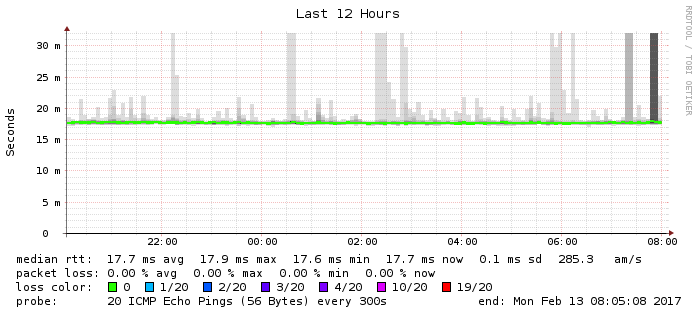 Last 12 Hours
RRDTOOL / TOBI OETIKER
Seconds
30 m
25 m
20 m
15 m
10 m
5 m
0
22:00 00:00 02:00 04:00 06:00 08:00
median rtt: 17.7 ms avg 17.9 ms max 17.6 ms min 17.7 ms now 0.1 ms sd 285.3 am/s
packet loss: 0.00 % avg 0.00 % max 0.00 % min 0.00 % now
loss color: 0 1/20 2/20 3/20 4/20 10/20 19/20
probe: 20 ICMP Echo Pings (56 Bytes) every 300s end: Mon Feb 13 08:05:08 2017